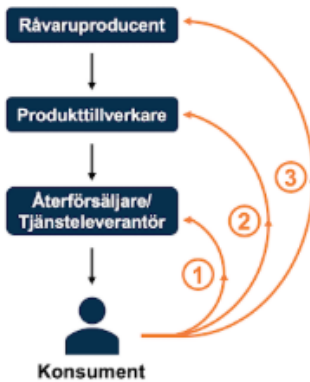 Råvaruproducent
Produkttillverkare
Återförsäljare/
Tjänsteleverantör
1
2
3
Konsument